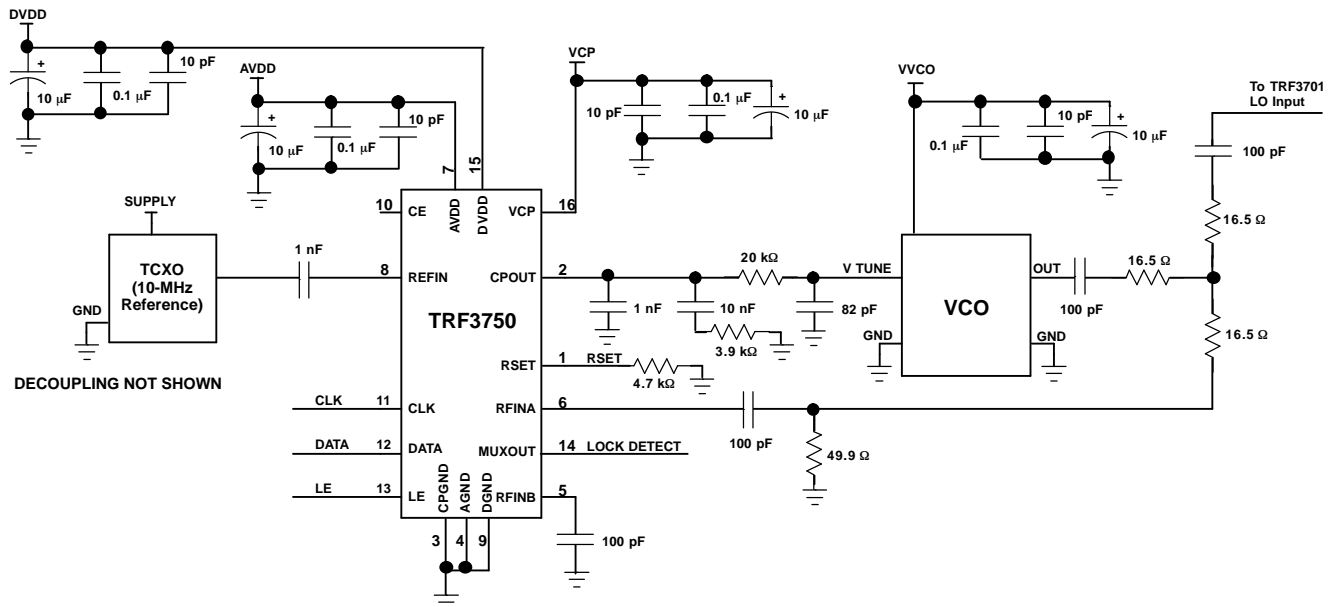 DVDD
10 pF
0.1 μF
10 μF
AVDD
10 pF
0.1 μF
10 μF
VCP
10 pF
0.1 μF
10 μF
VVCO
0.1 μF
10 pF
10 μF
To TRF3701
LO Input
100 pF
16.5 Ω
SUPPLY
TCXO
(10-MHz
Reference)
GND
1 nF
DECOUPLING NOT SHOWN
7
15
10
CE
AVDD
DVDD
VCP
16
8
REFIN
CPOUT
2
TRF3750
20 kΩ
1 nF
10 nF
3.9 kΩ
82 pF
V TUNE
OUT
VCO
GND
GND
100 pF
16.5 Ω
16.5 Ω
RSET
1
RSET
4.7 kΩ
CLK
11
CLK
RFINA
6
100 pF
49.9 Ω
DATA
12
DATA
MUXOUT
14
LOCK DETECT
LE
13
LE
CPGND
AGND
DGND
RFINB
5
3
4
9
100 pF